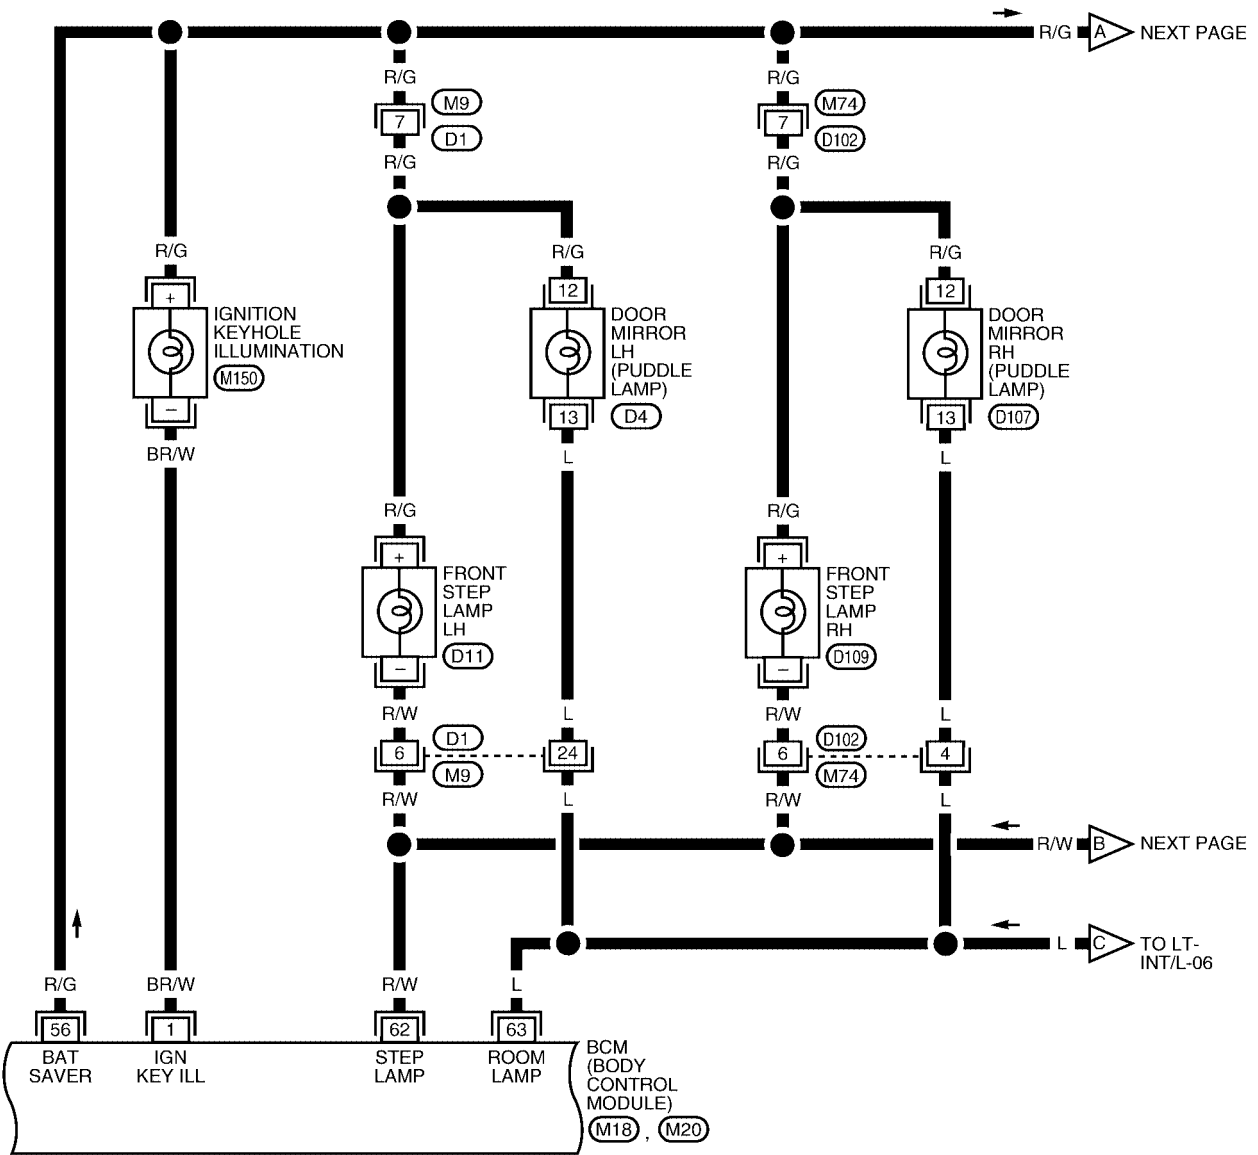 R/G A NEXT PAGE
R/G R/G
M9 M74
7 7
D1 D102
R/G R/G
R/G R/G R/G
12 12
+
IGNITION
KEYHOLE
ILLUMINATION
M150
–
DOOR
MIRROR
LH
(PUDDLE
LAMP)
D4
13
DOOR
MIRROR
RH
(PUDDLE
LAMP)
D107
13
BR/W L L
R/G R/G
+
FRONT
STEP
LAMP
LH
D11
–
+
FRONT
STEP
LAMP
RH
D109
–
R/W L R/W L
D1 D102
6 24 6 4
M9 M74
R/W L R/W L
R/W B NEXT PAGE
L C TO LT-
INT/L-06
R/G BR/W R/W L
56 1 62 63
BAT
SAVER
IGN
KEY ILL
STEP
LAMP
ROOM
LAMP
BCM
(BODY
CONTROL
MODULE)
M18 , M20